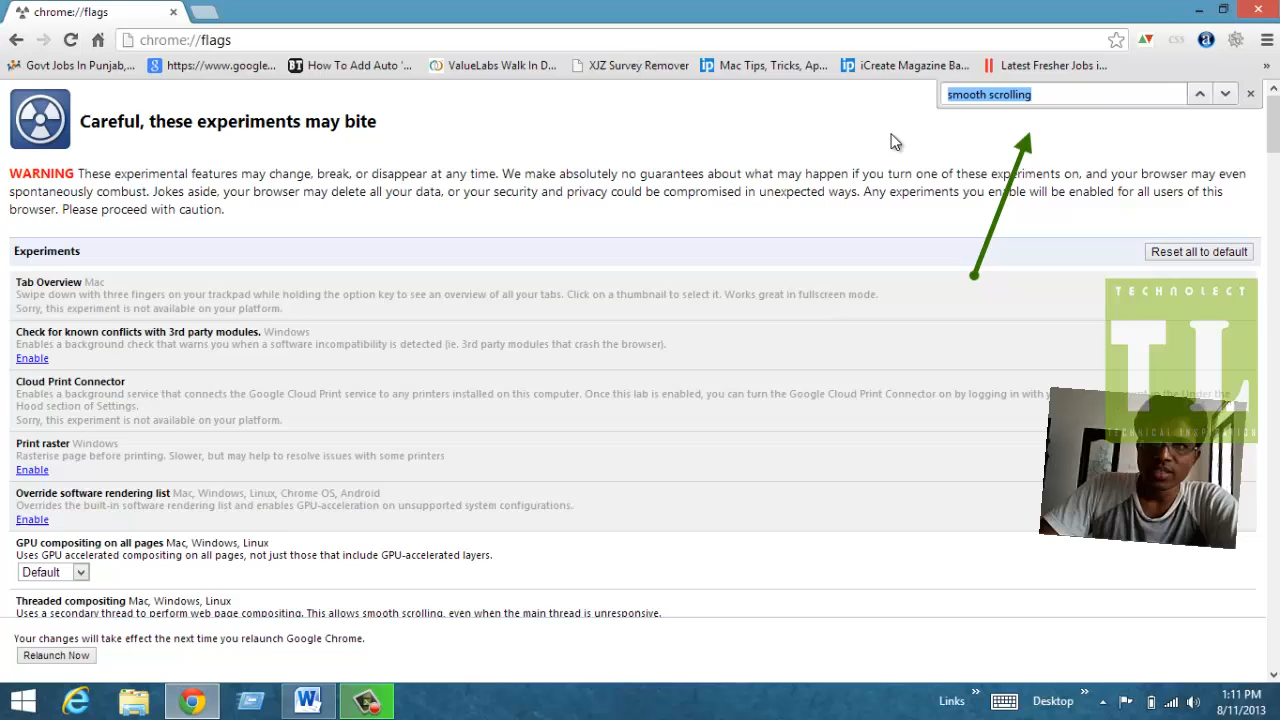 chrome://flags
chrome://flags
CSS
a
Govt Jobs In Punjab,...
g https://www.google...
BT How To Add Auto '...
ValueLabs Walk In D...
XJZ Survey Remover
ip Mac Tips, Tricks, Ap...
ip iCreate Magazine Ba...
Latest Fresher Jobs i...
»
smooth scrolling
Careful, these experiments may bite
WARNING These experimental features may change, break, or disappear at any time. We make absolutely no guarantees about what may happen if you turn one of these experiments on, and your browser may even
spontaneously combust. Jokes aside, your browser may delete all your data, or your security and privacy could be compromised in unexpected ways. Any experiments you enable will be enabled for all users of this
browser. Please proceed with caution.
Experiments
Reset all to default
Tab Overview Mac
Swipe down with three fingers on your trackpad while holding the option key to see an overview of all your tabs. Click on a thumbnail to select it. Works great in fullscreen mode.
Sorry, this experiment is not available on your platform.
Check for known conflicts with 3rd party modules. Windows
Enables a background check that warns you when a software incompatibility is detected (ie. 3rd party modules that crash the browser).
Enable
Cloud Print Connector
Enables a background service that connects the Google Cloud Print service to any printers installed on this computer. Once this lab is enabled, you can turn the Google Cloud Print Connector on by logging in with the Under the
Hood section of Settings.
Sorry, this experiment is not available on your platform.
Print raster Windows
Rasterise page before printing. Slower, but may help to resolve issues with some printers
Enable
Override software rendering list Mac, Windows, Linux, Chrome OS, Android
Overrides the built-in software rendering list and enables GPU-acceleration on unsupported system configurations.
Enable
GPU compositing on all pages Mac, Windows, Linux
Uses GPU accelerated compositing on all pages, not just those that include GPU-accelerated layers.
Default
Threaded compositing Mac, Windows, Linux
Uses a secondary thread to perform web page compositing. This allows smooth scrolling, even when the main thread is unresponsive.
TECHNOLECT
TL
TECHNICAL INSPIRATION
Your changes will take effect the next time you relaunch Google Chrome.
Relaunch Now
Links »
Desktop »
1:11 PM
8/11/2013